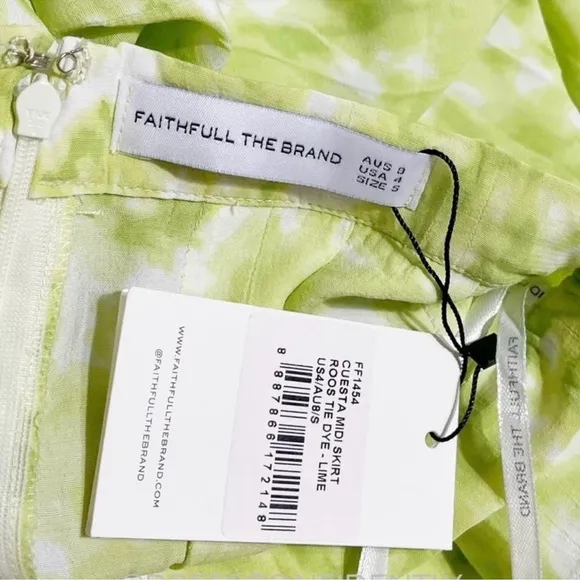 FAITHFULL THE BRAND
AUS 8
USA 4
SIZE S
WWW.FAITHFULLTHEBRAND.COM
@FAITHFULLTHEBRAND
FF1454
CUESTA MIDI SKIRT
ROOS TIE DYE - LIME
US4/AU8/S
8 887866 172148
FAITHFULL THE BRAND